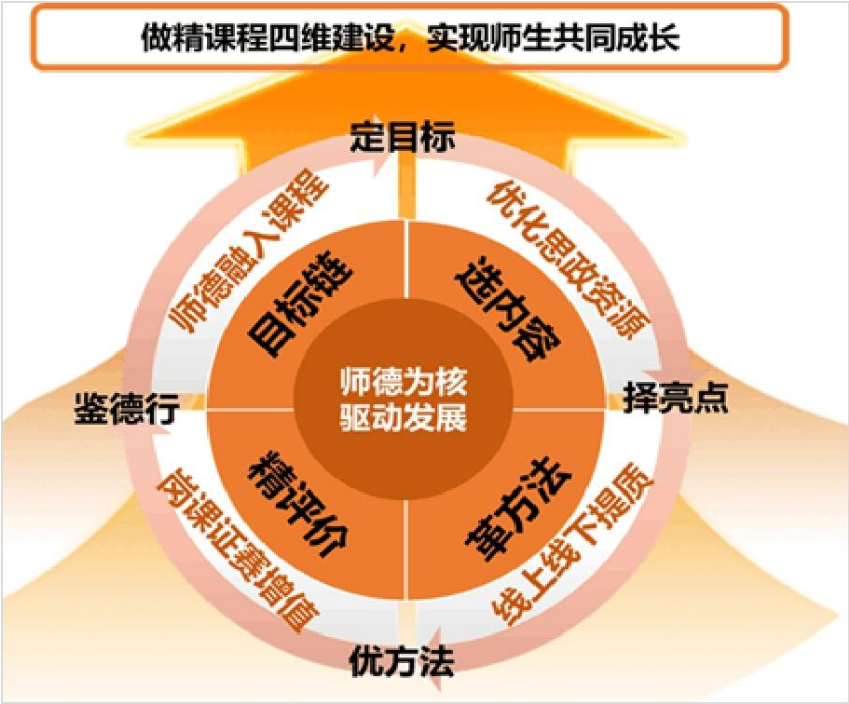 做精课程四维建设，实现师生共同成长
定目标
师德融入课程
优化思政资源
目标链
选内容
师德为核
驱动发展
鉴德行
择亮点
精评价
革方法
岗课证赛增值
线上线下提质
优方法